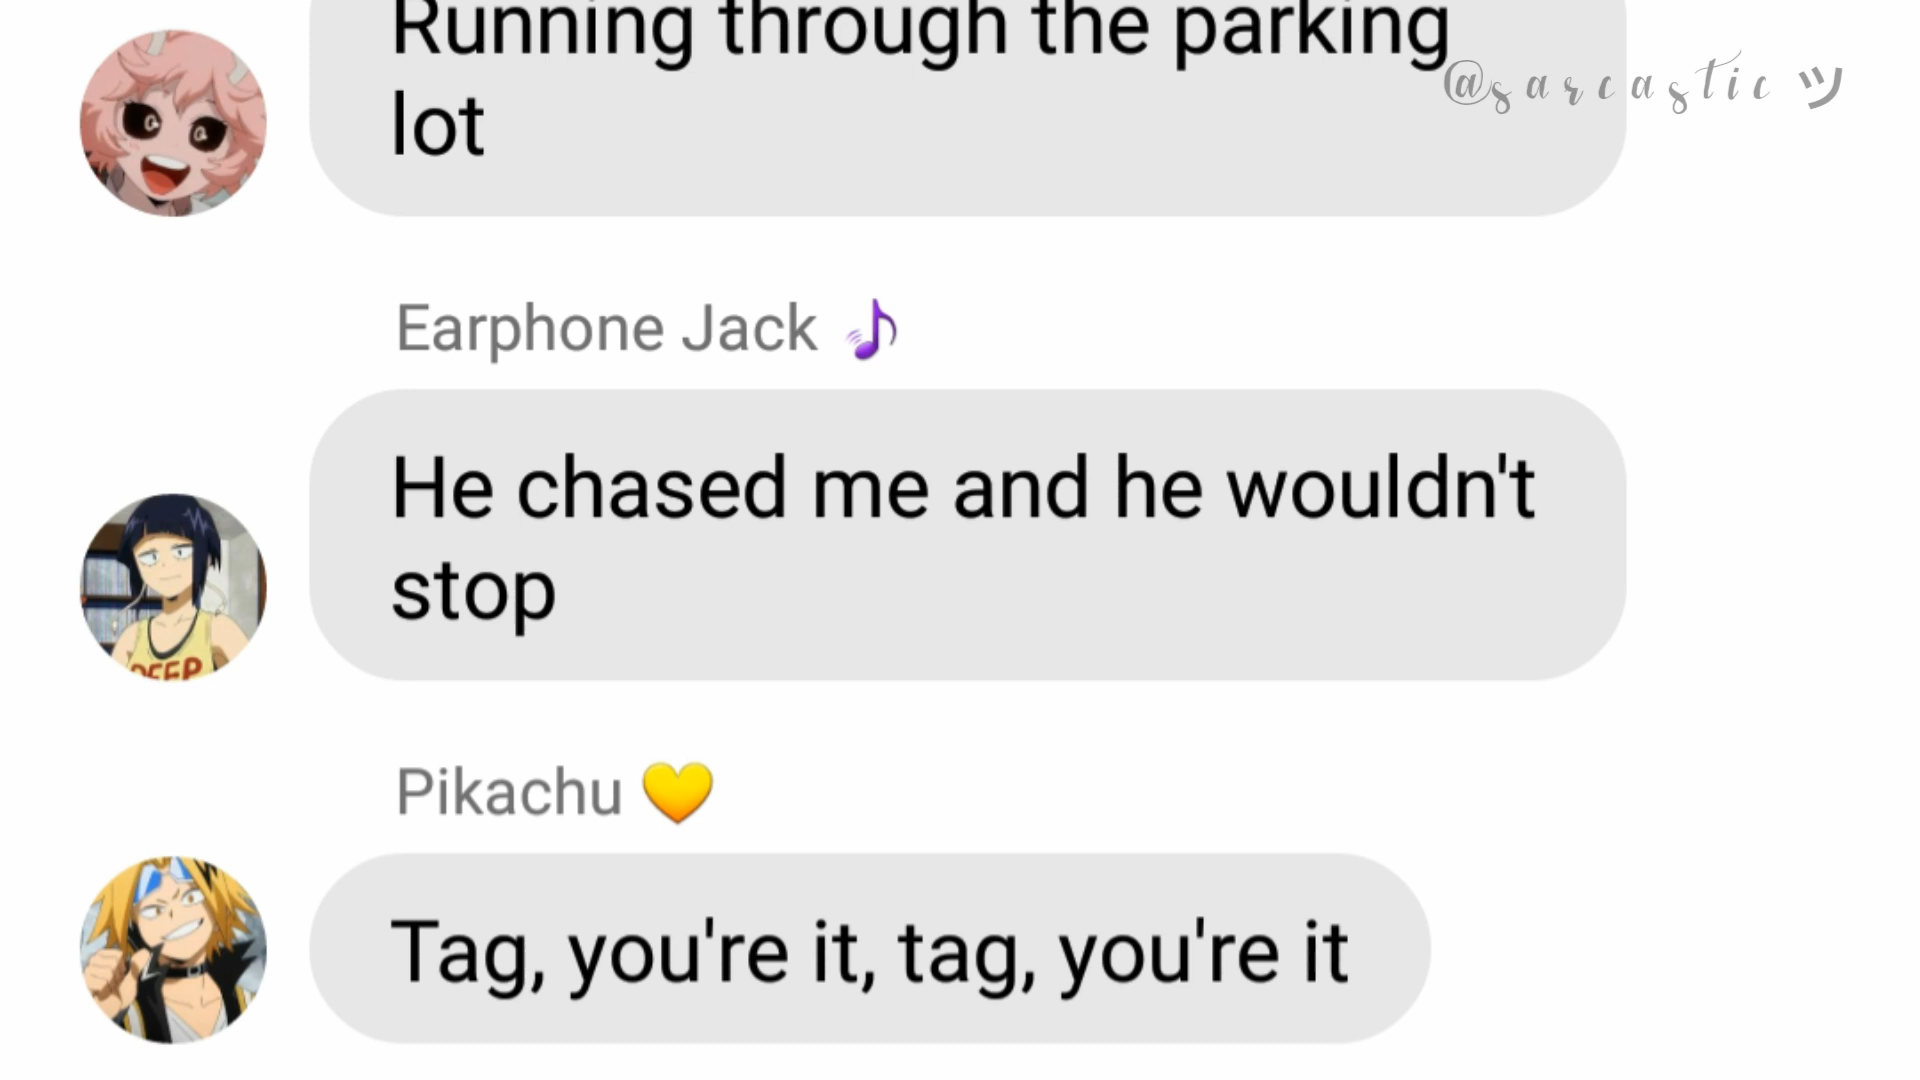 Running through the parking
lot
@sarcastic ツ
Earphone Jack 🎵
He chased me and he wouldn't
stop
DEEP
Pikachu 💛
Tag, you're it, tag, you're it